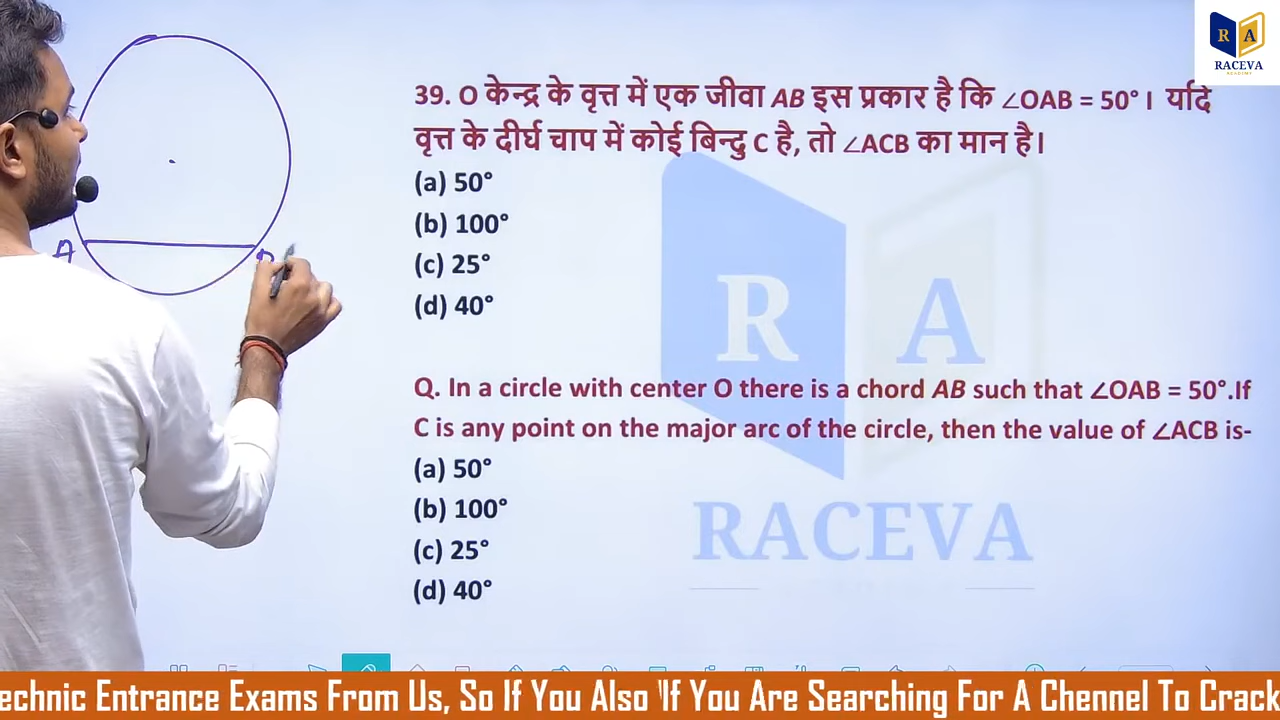 R A
RACEVA
ACADEMY
39. O केन्द्र के वृत्त में एक जीवा AB इस प्रकार है कि ∠OAB = 50° । यदि
वृत्त के दीर्घ चाप में कोई बिन्दु C है, तो ∠ACB का मान है।
(a) 50°
(b) 100°
(c) 25°
(d) 40°
A
R A
Q. In a circle with center O there is a chord AB such that ∠OAB = 50°.If
C is any point on the major arc of the circle, then the value of ∠ACB is-
(a) 50°
(b) 100°
(c) 25°
(d) 40°
RACEVA
echnic Entrance Exams From Us, So If You Also If You Are Searching For A Chennel To Crack